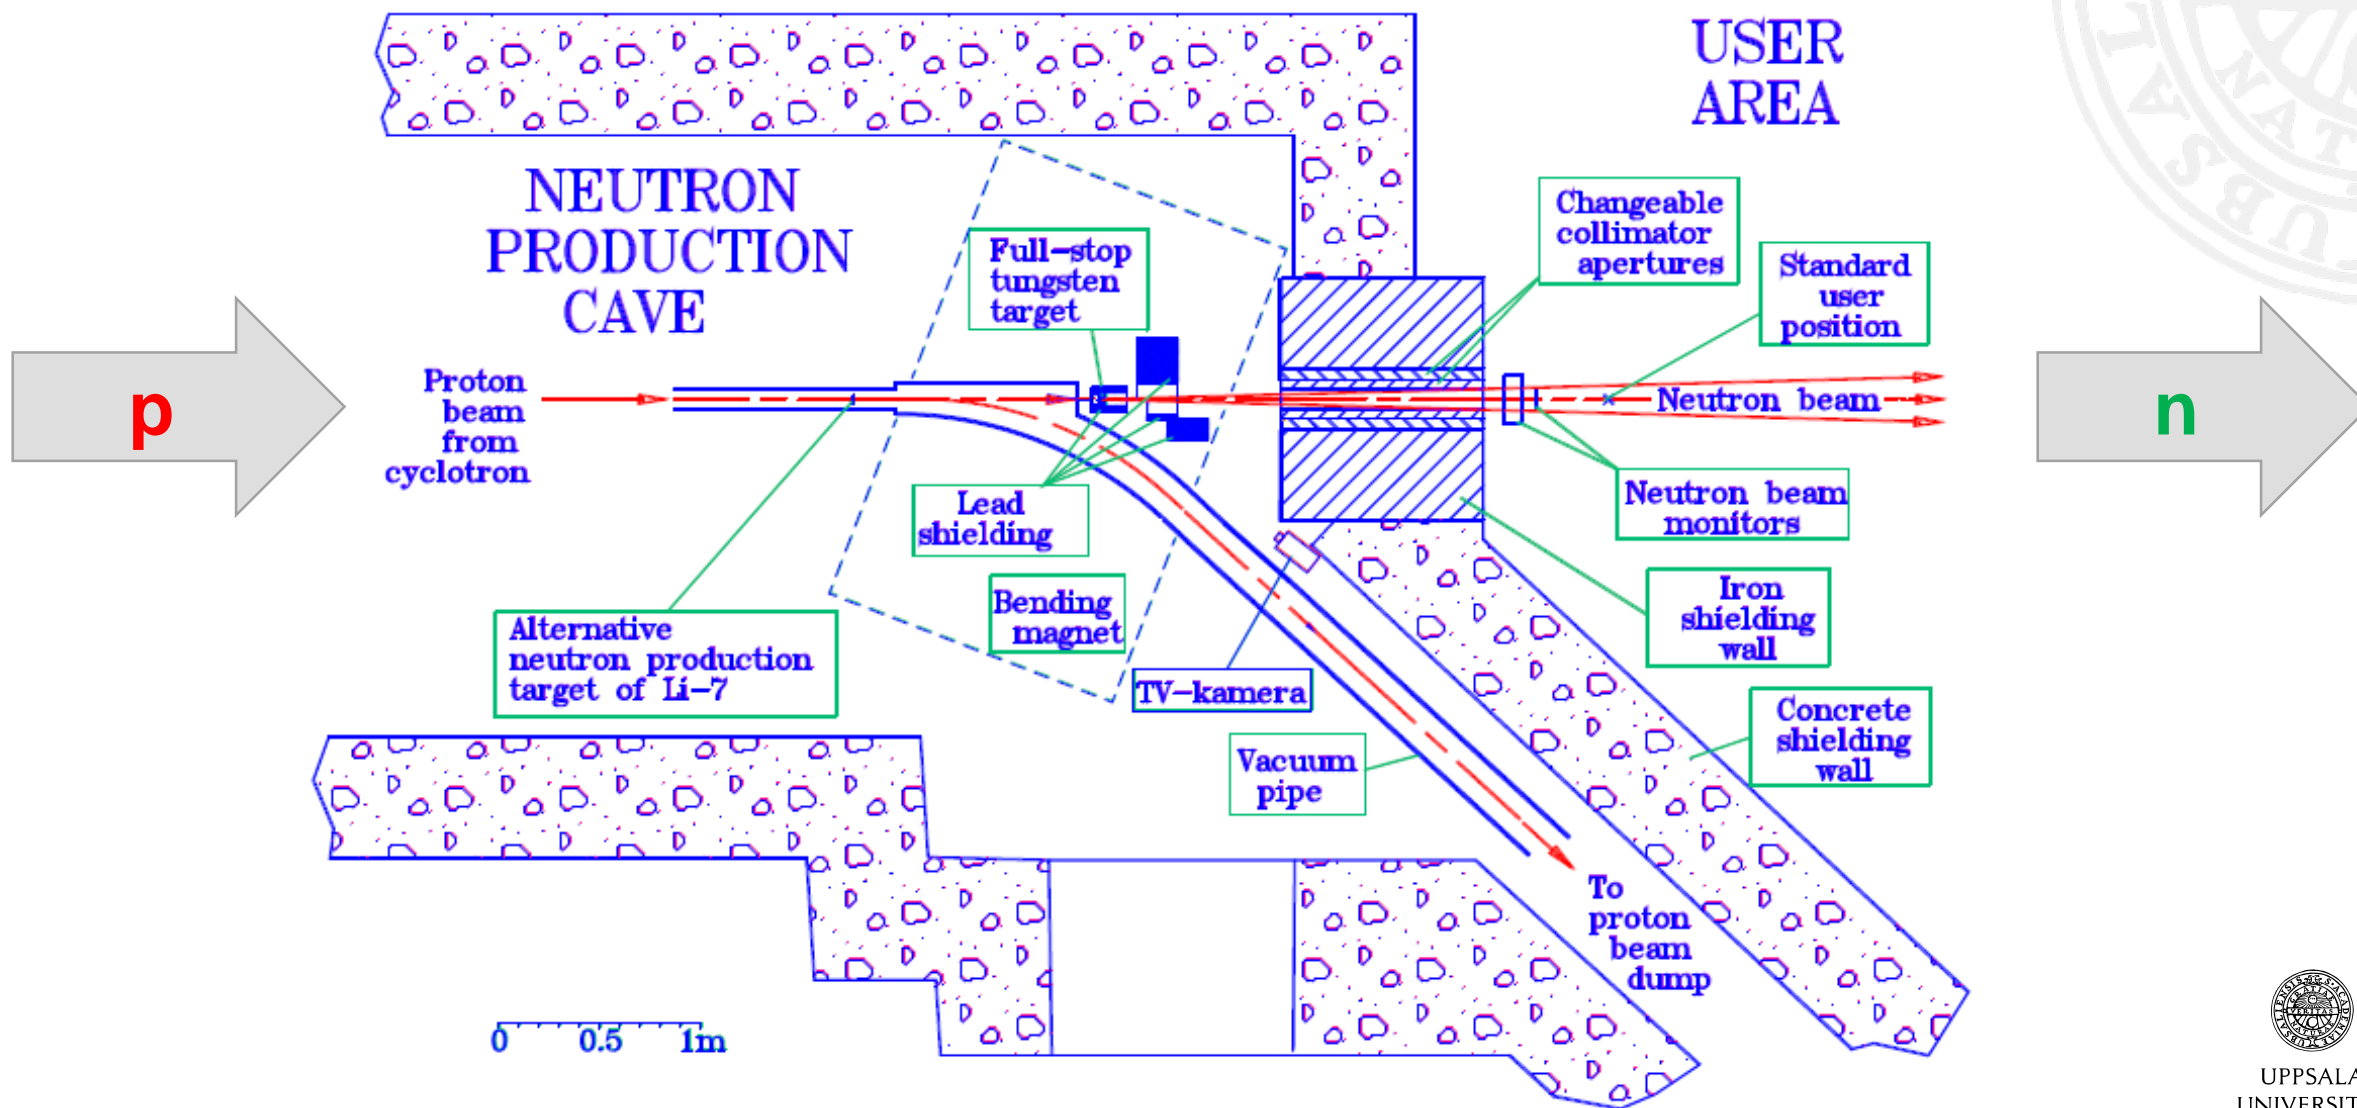 USER
AREA
NEUTRON
PRODUCTION
CAVE
Full-stop
tungsten
target
Changeable
collimator
apertures
Standard
user
position
p
Proton
beam
from
cyclotron
Neutron beam
n
Lead
shielding
Neutron beam
monitors
Bending
magnet
Iron
shielding
wall
Alternative
neutron production
target of Li-7
TV-kamera
Concrete
shielding
wall
Vacuum
pipe
To
proton
beam
dump
0 0.5 1m
UPPSALA
UNIVERSIT